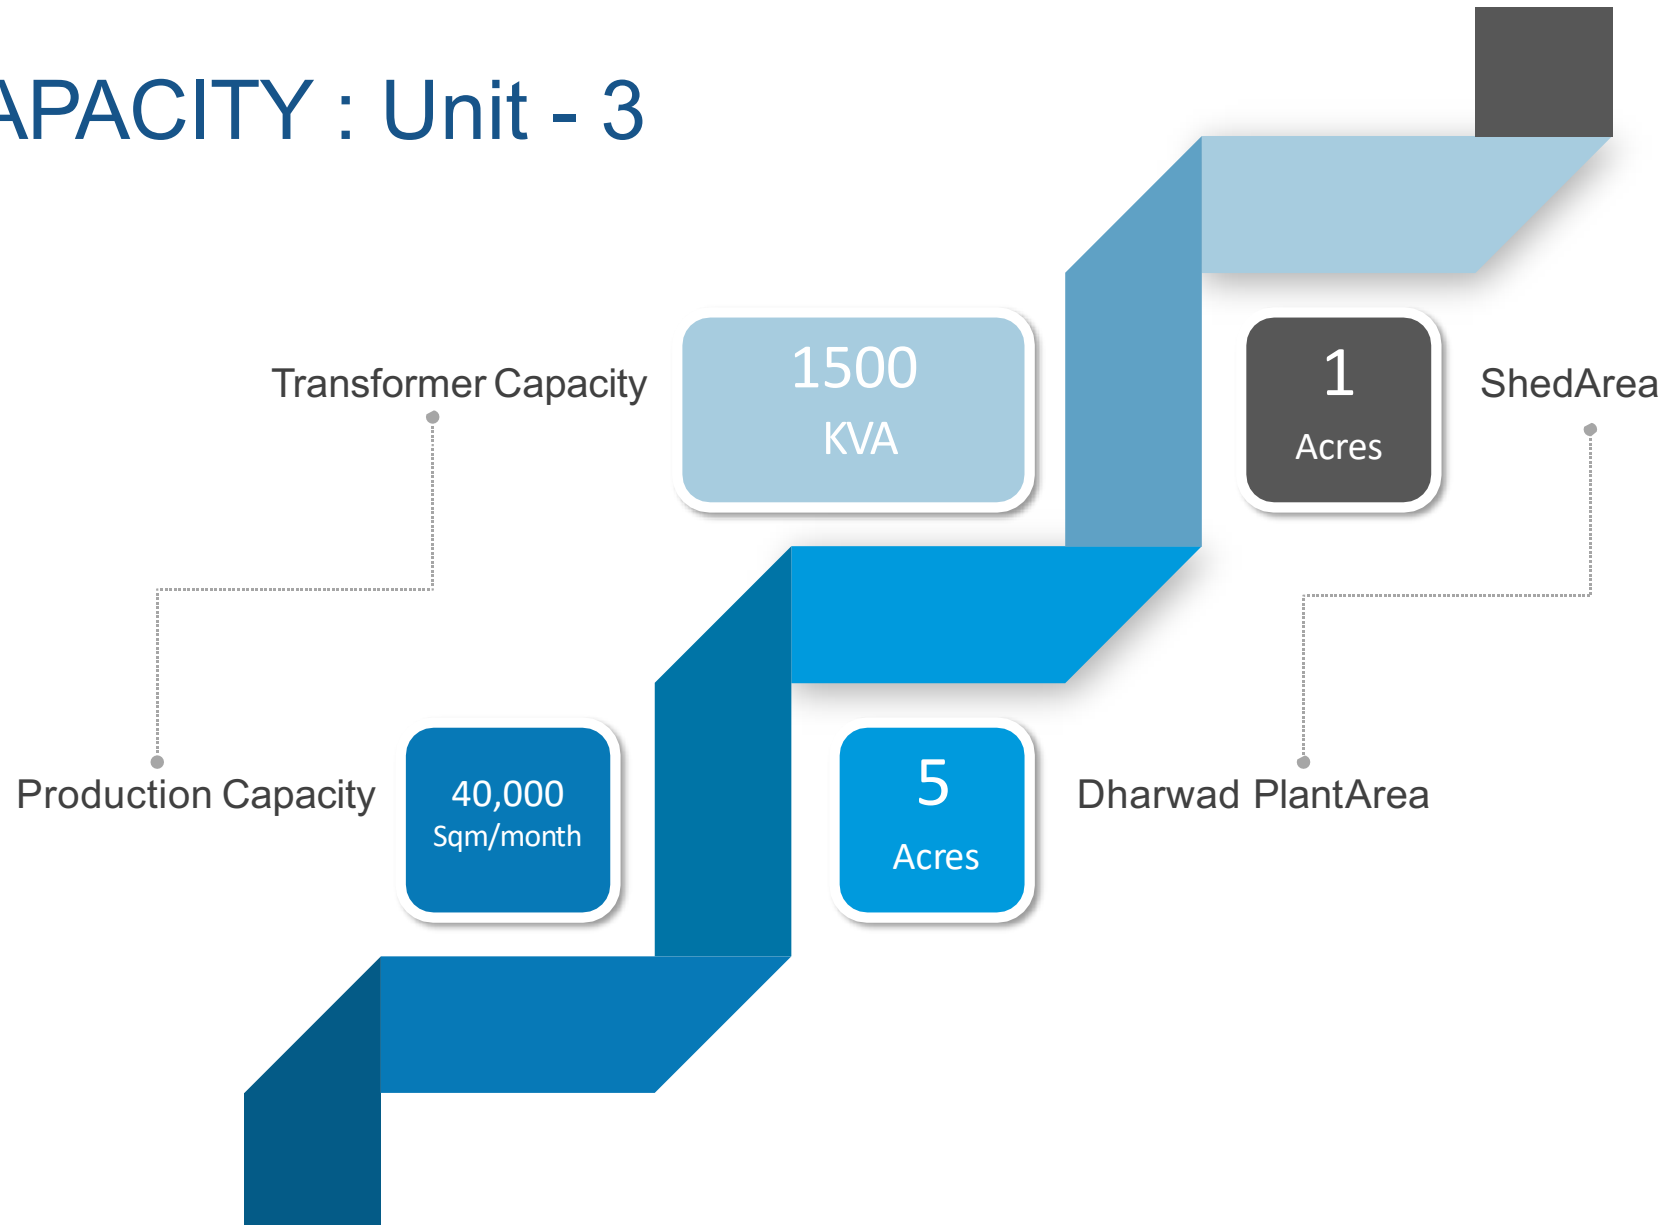 APACITY : Unit - 3
Transformer Capacity
1500
KVA
1
Acres
ShedArea
Production Capacity
40,000
Sqm/month
5
Acres
Dharwad PlantArea